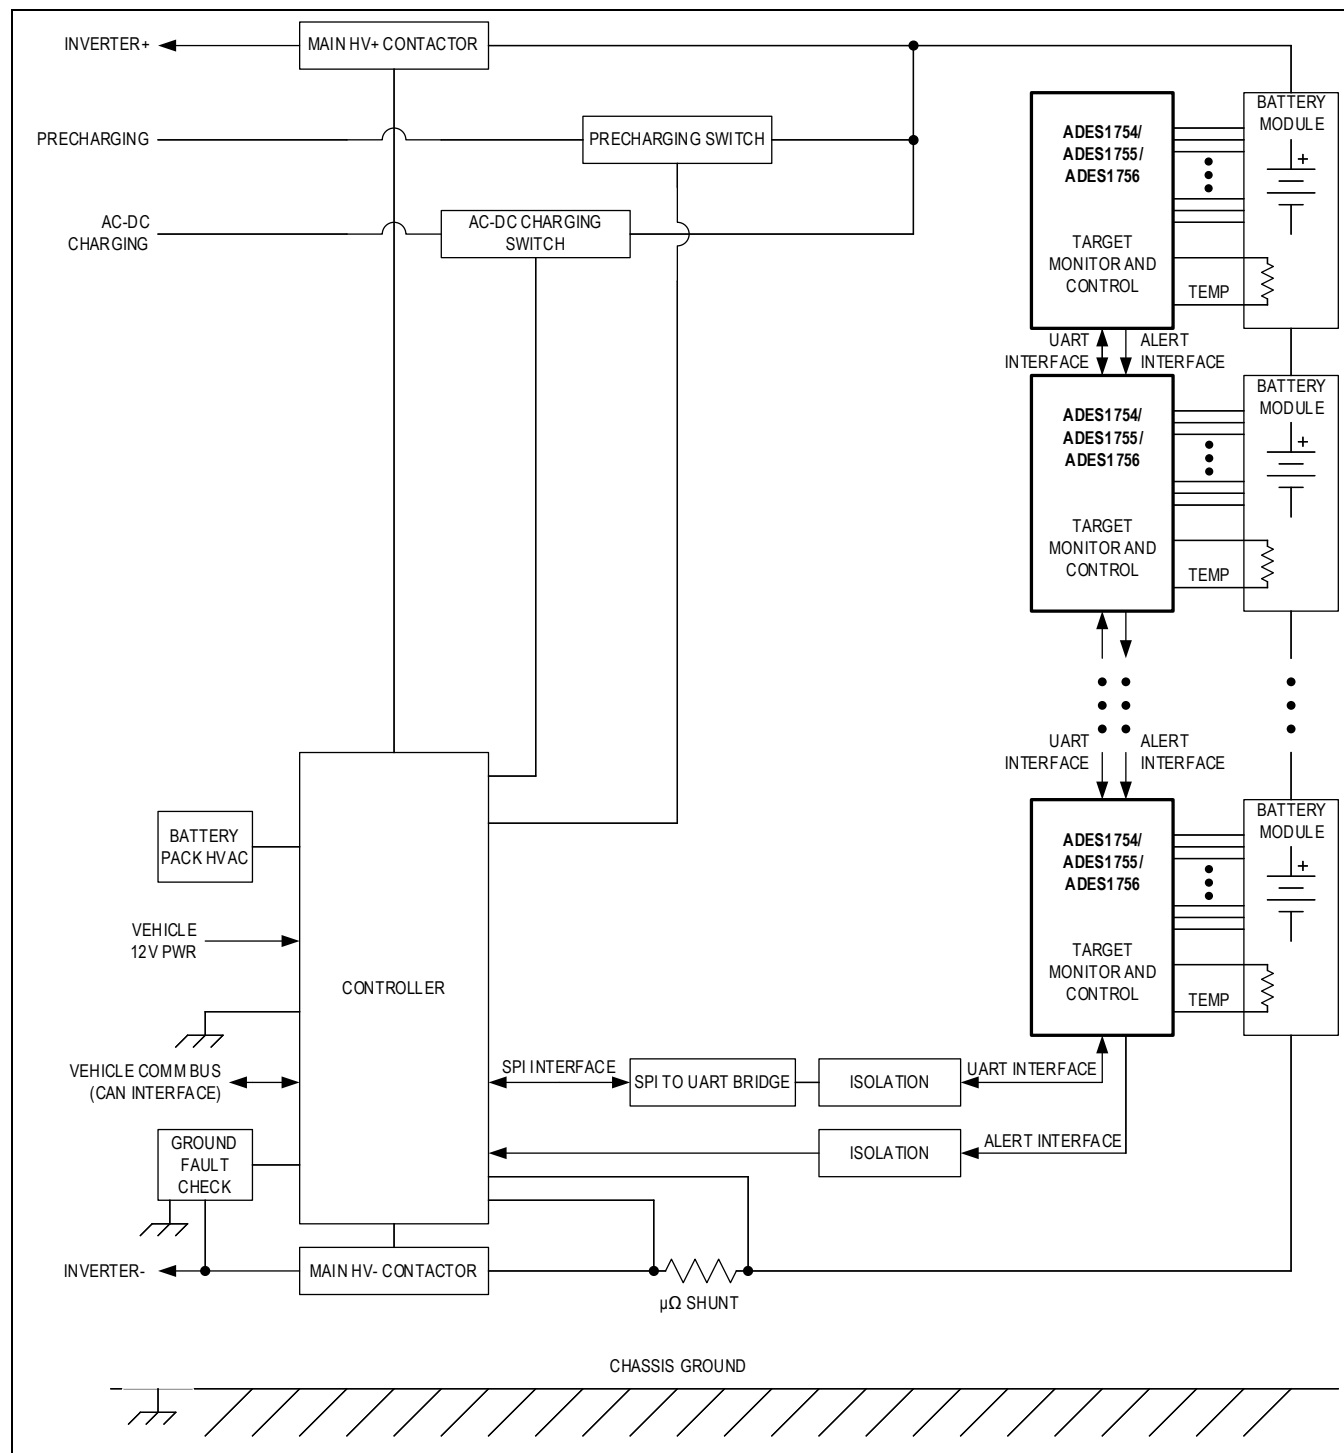 INVERTER+
MAIN HV+ CONTACTOR
PRECHARGING
PRECHARGING SWITCH
AC-DC
CHARGING
AC-DC CHARGING
SWITCH
ADES1754/
ADES1755/
ADES1756
TARGET
MONITOR AND
CONTROL
BATTERY
MODULE
+
TEMP
UART
INTERFACE
ALERT
INTERFACE
ADES1754/
ADES1755/
ADES1756
TARGET
MONITOR AND
CONTROL
BATTERY
MODULE
+
TEMP
UART
INTERFACE
ALERT
INTERFACE
ADES1754/
ADES1755/
ADES1756
TARGET
MONITOR AND
CONTROL
BATTERY
MODULE
+
TEMP
BATTERY
PACK HVAC
VEHICLE
12V PWR
CONTROLLER
VEHICLE COMM BUS
(CAN INTERFACE)
SPI INTERFACE
SPI TO UART BRIDGE
ISOLATION
UART INTERFACE
GROUND
FAULT
CHECK
ISOLATION
ALERT INTERFACE
INVERTER-
MAIN HV- CONTACTOR
µΩ SHUNT
CHASSIS GROUND